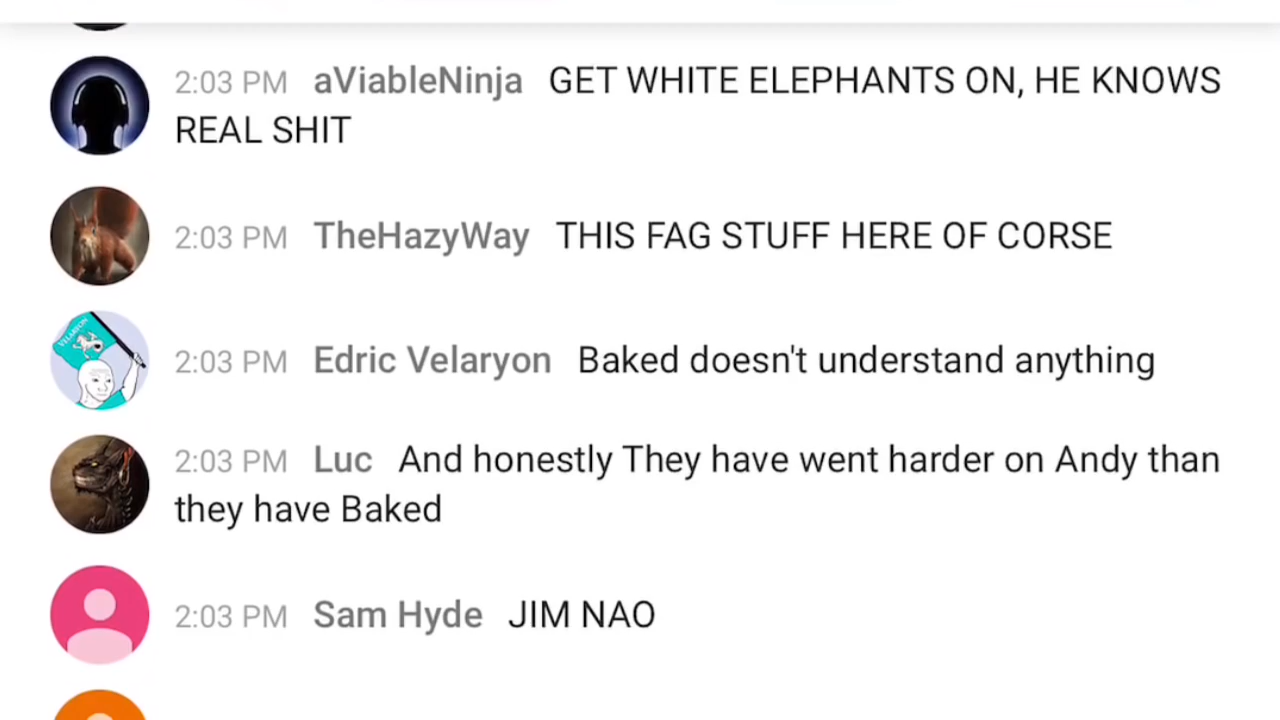 2:03 PM aViableNinja GET WHITE ELEPHANTS ON, HE KNOWS
REAL SHIT
2:03 PM TheHazyWay THIS FAG STUFF HERE OF CORSE
VELARYON
2:03 PM Edric Velaryon Baked doesn't understand anything
2:03 PM Luc And honestly They have went harder on Andy than
they have Baked
2:03 PM Sam Hyde JIM NAO